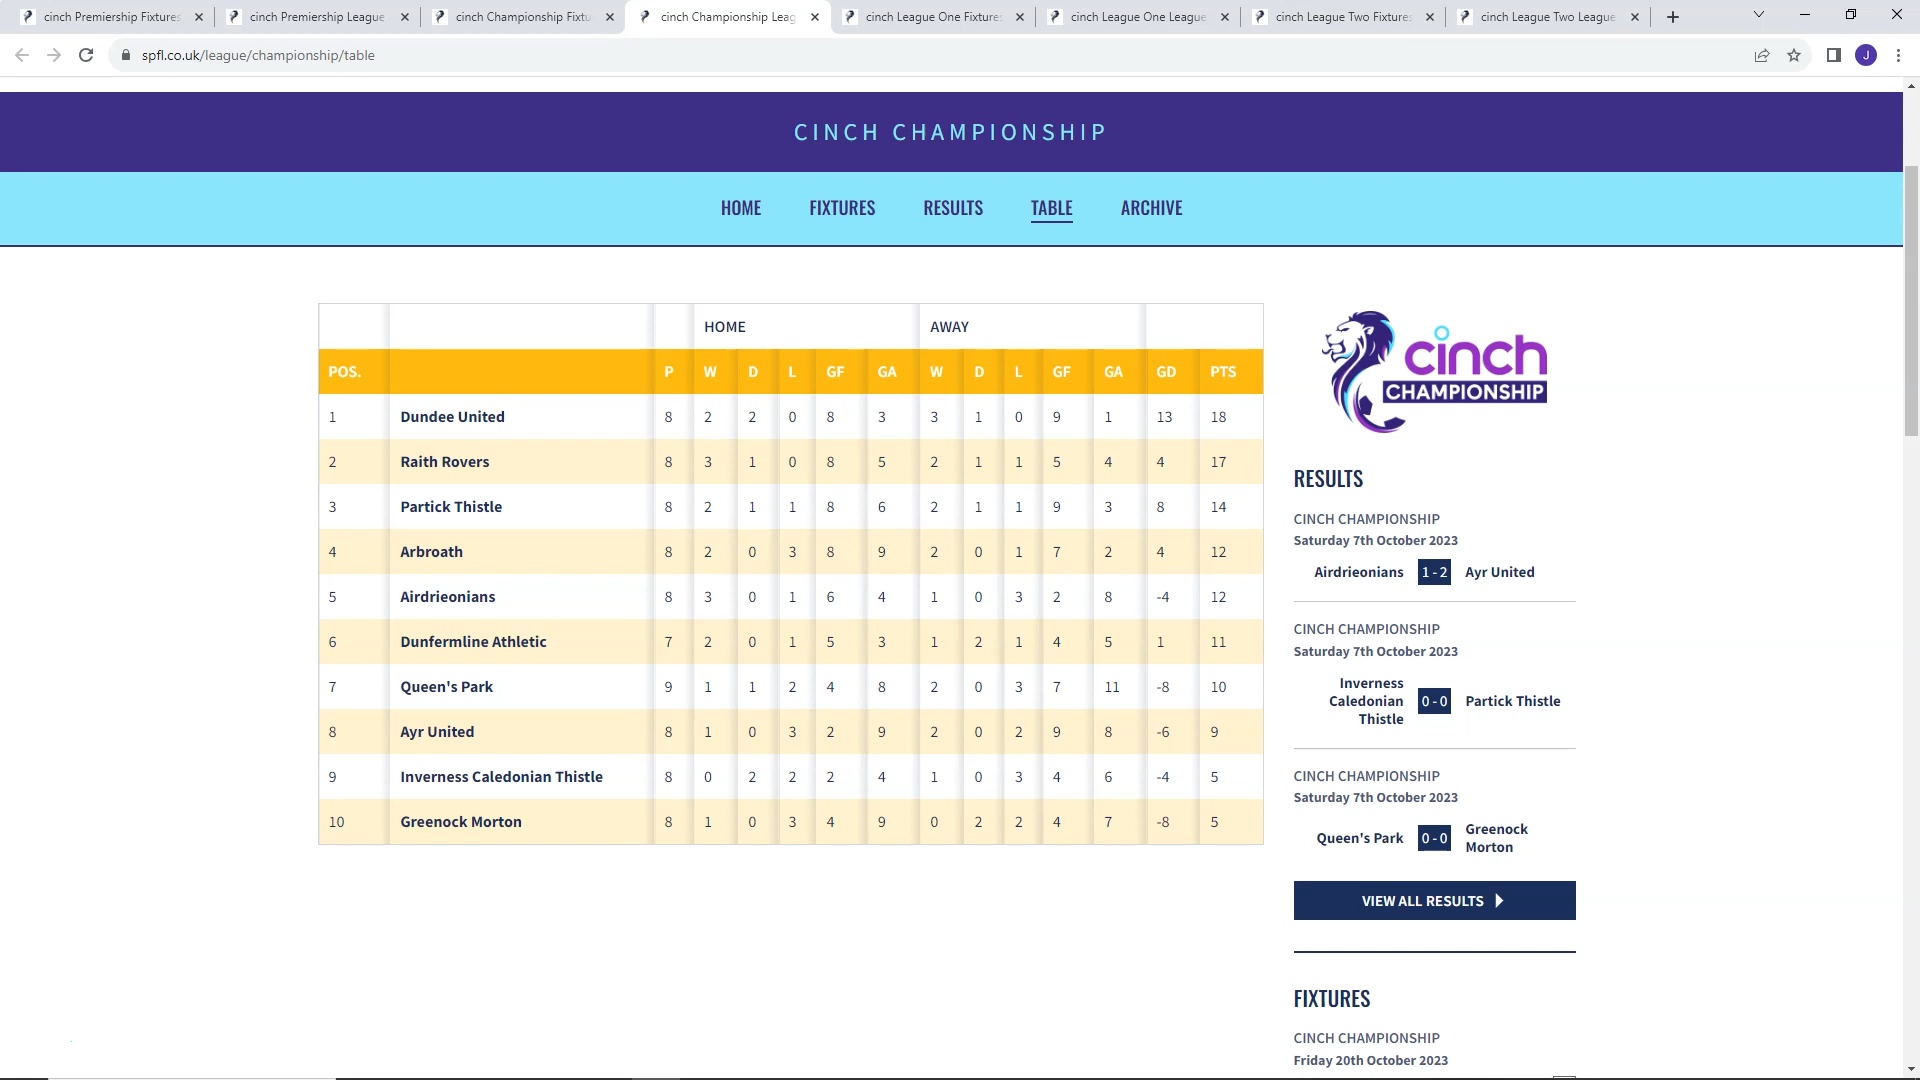 cinch Premiership Fixtures
cinch Premiership League
cinch Championship Fixtu
cinch Championship Leag
cinch League One Fixtures
cinch League One League
cinch League Two Fixtures
cinch League Two League
spfl.co.uk/league/championship/table
J
CINCH CHAMPIONSHIP
HOME FIXTURES RESULTS TABLE ARCHIVE
HOME AWAY
POS. P W D L GF GA W D L GF GA GD PTS
1 Dundee United 8 2 2 0 8 3 3 1 0 9 1 13 18
2 Raith Rovers 8 3 1 0 8 5 2 1 1 5 4 4 17
3 Partick Thistle 8 2 1 1 8 6 2 1 1 9 3 8 14
4 Arbroath 8 2 0 3 8 9 2 0 1 7 2 4 12
5 Airdrieonians 8 3 0 1 6 4 1 0 3 2 8 -4 12
6 Dunfermline Athletic 7 2 0 1 5 3 1 2 1 4 5 1 11
7 Queen's Park 9 1 1 2 4 8 2 0 3 7 11 -8 10
8 Ayr United 8 1 0 3 2 9 2 0 2 9 8 -6 9
9 Inverness Caledonian Thistle 8 0 2 2 2 4 1 0 3 4 6 -4 5
10 Greenock Morton 8 1 0 3 4 9 0 2 2 4 7 -8 5
cinch
CHAMPIONSHIP
RESULTS
CINCH CHAMPIONSHIP
Saturday 7th October 2023
Airdrieonians 1 - 2 Ayr United
CINCH CHAMPIONSHIP
Saturday 7th October 2023
Inverness
Caledonian
Thistle
0 - 0 Partick Thistle
CINCH CHAMPIONSHIP
Saturday 7th October 2023
Queen's Park 0 - 0 Greenock
Morton
VIEW ALL RESULTS
FIXTURES
CINCH CHAMPIONSHIP
Friday 20th October 2023